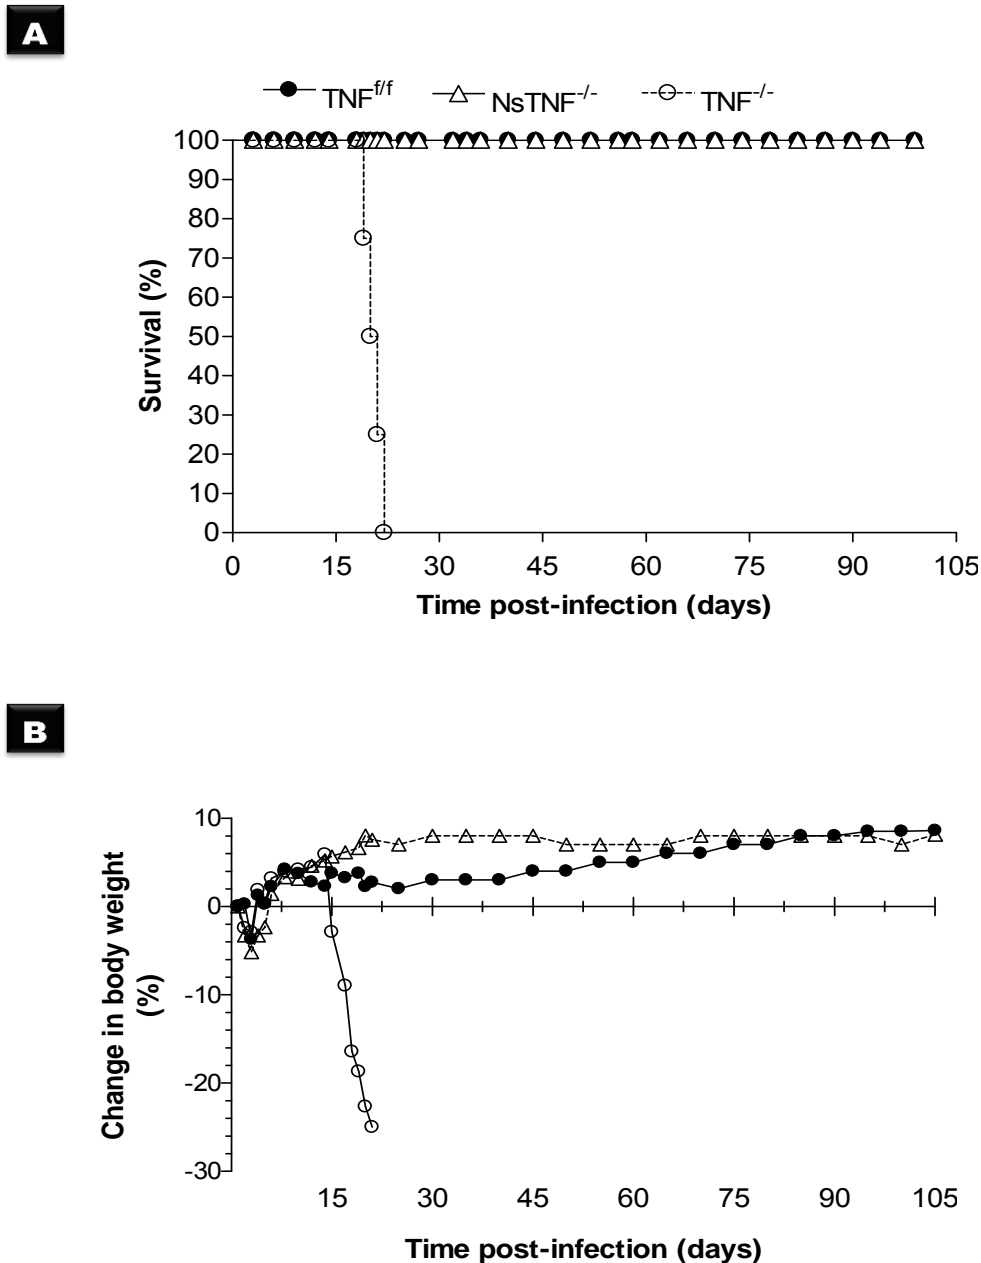 A
TNF^f/f NsTNF^-/- TNF^-/-
100
90
80
70
60
50
40
30
20
10
0
Survival (%)
0 15 30 45 60 75 90 105
Time post-infection (days)
B
10
0
-10
-20
-30
Change in body weight
(%)
15 30 45 60 75 90 105
Time post-infection (days)